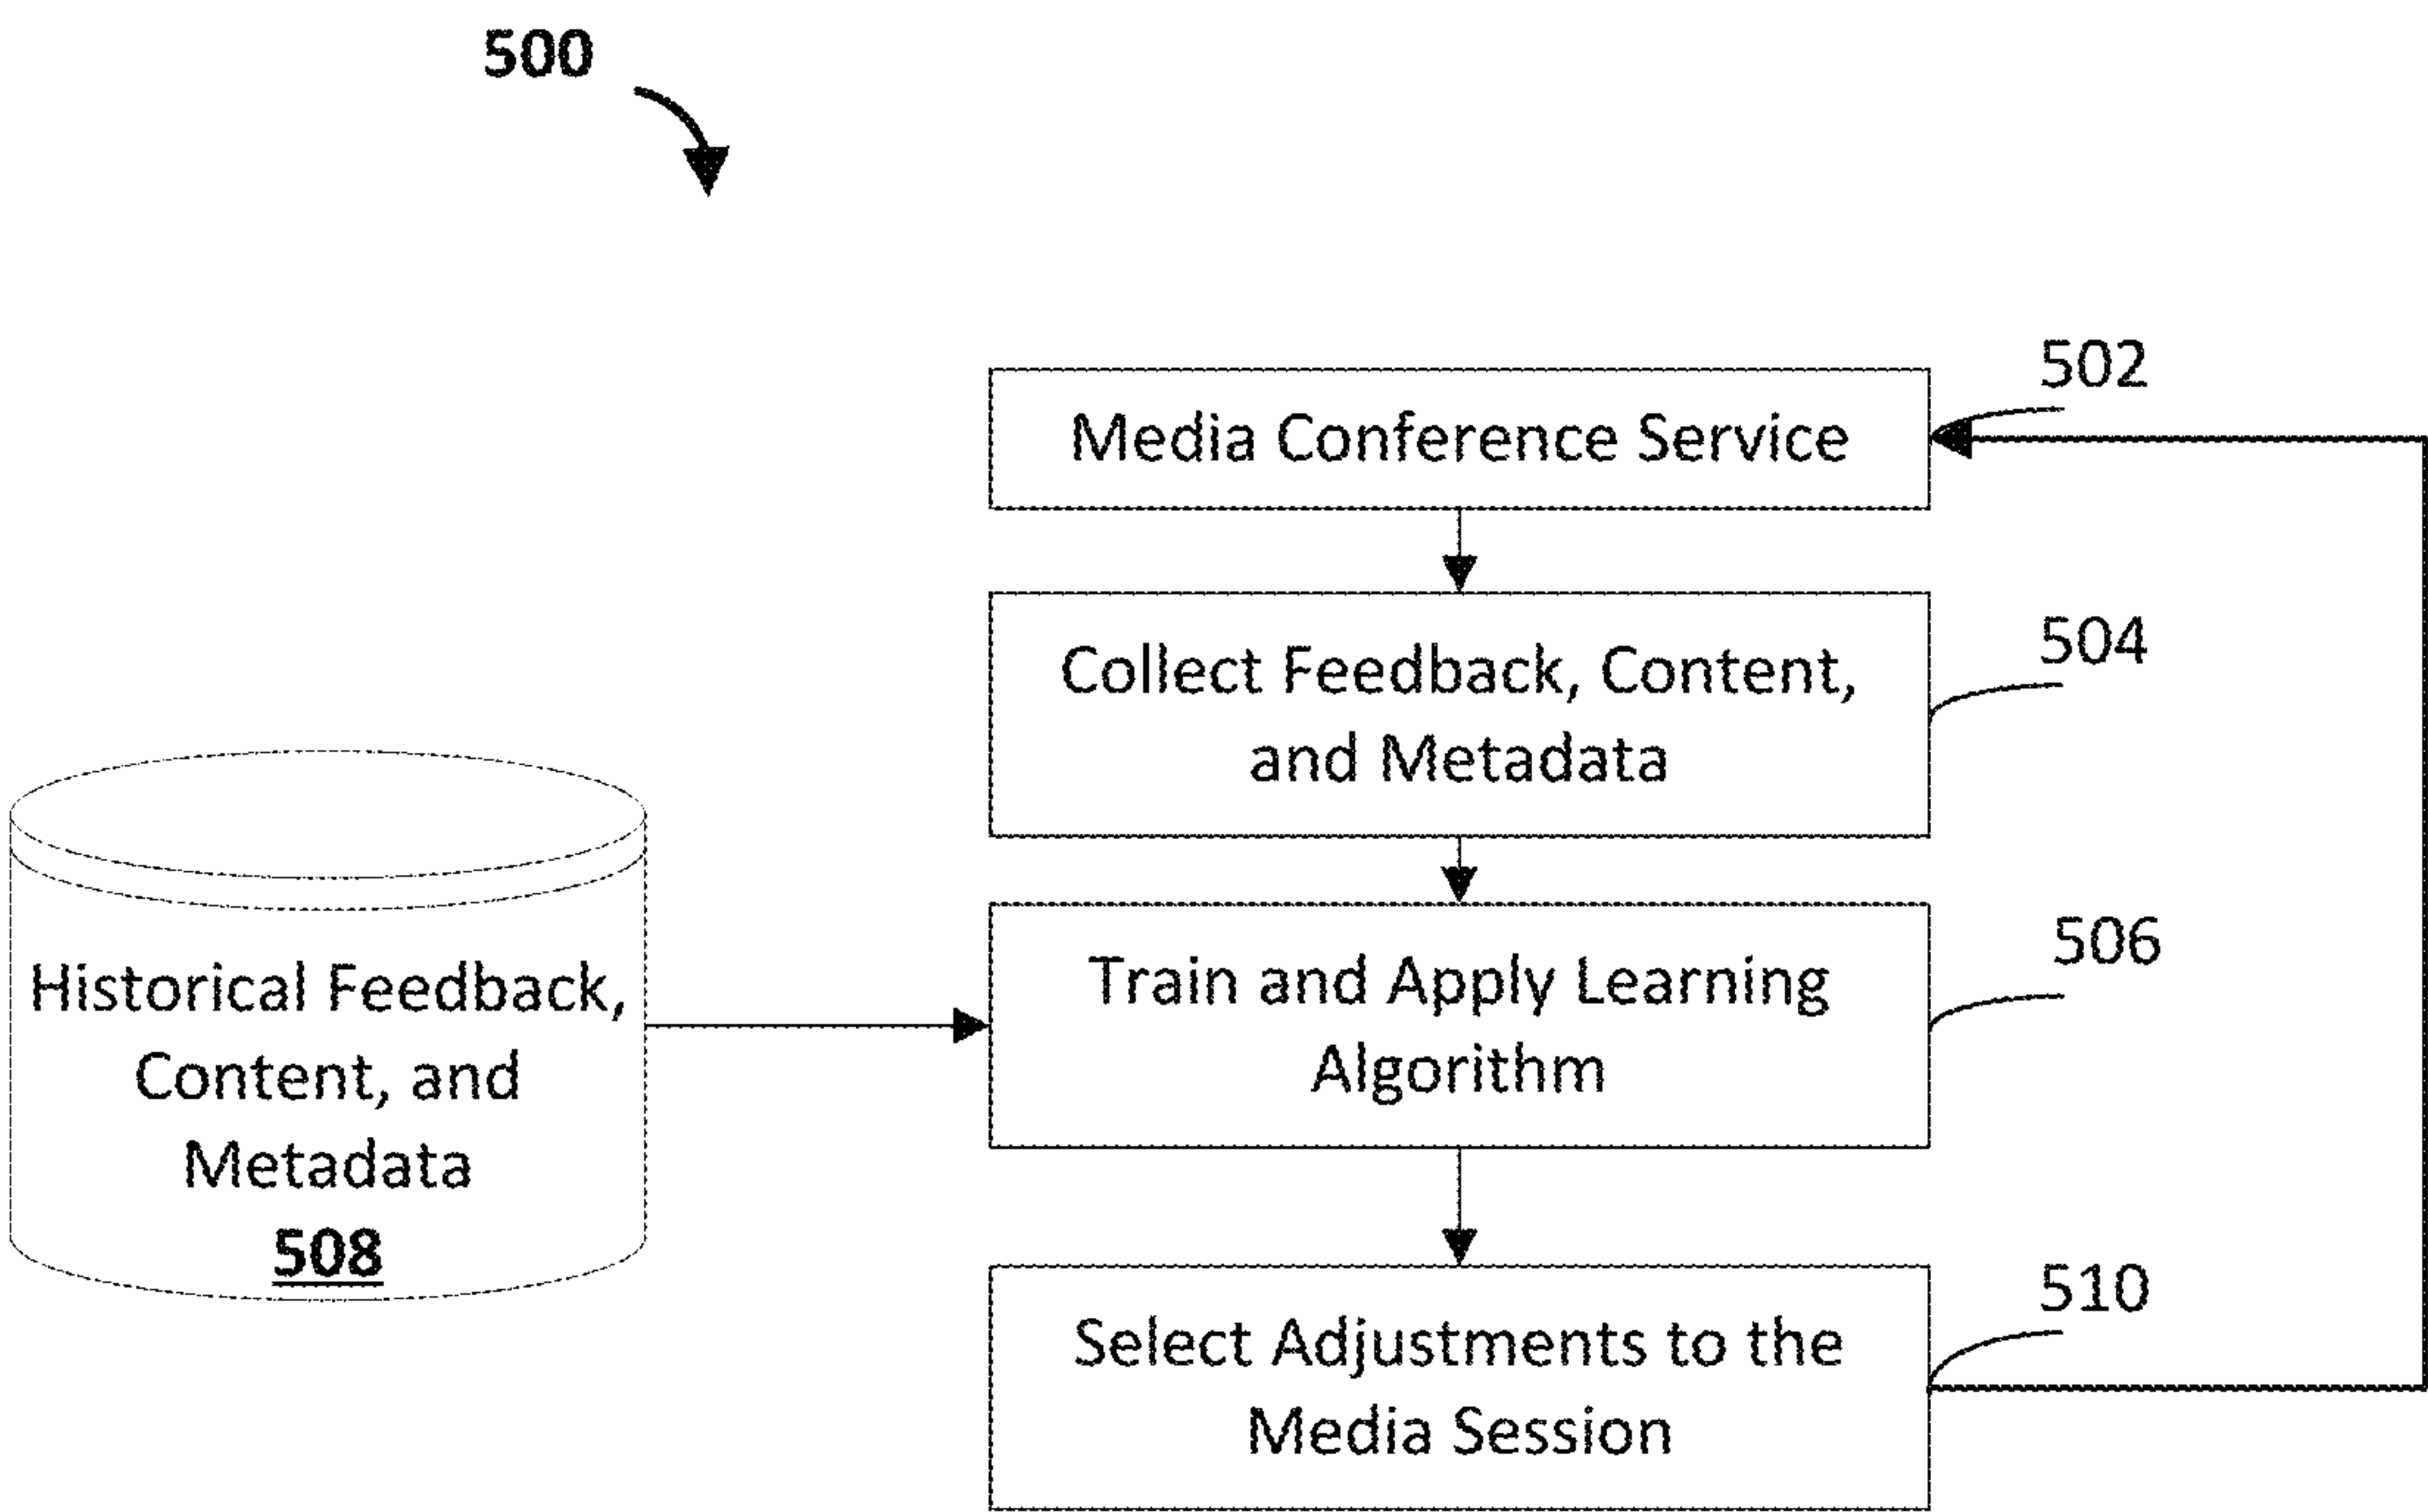 500
502
Media Conference Service
504
Collect Feedback, Content,
and Metadata
506
Train and Apply Learning
Algorithm
Historical Feedback,
Content, and
Metadata
508
510
Select Adjustments to the
Media Session